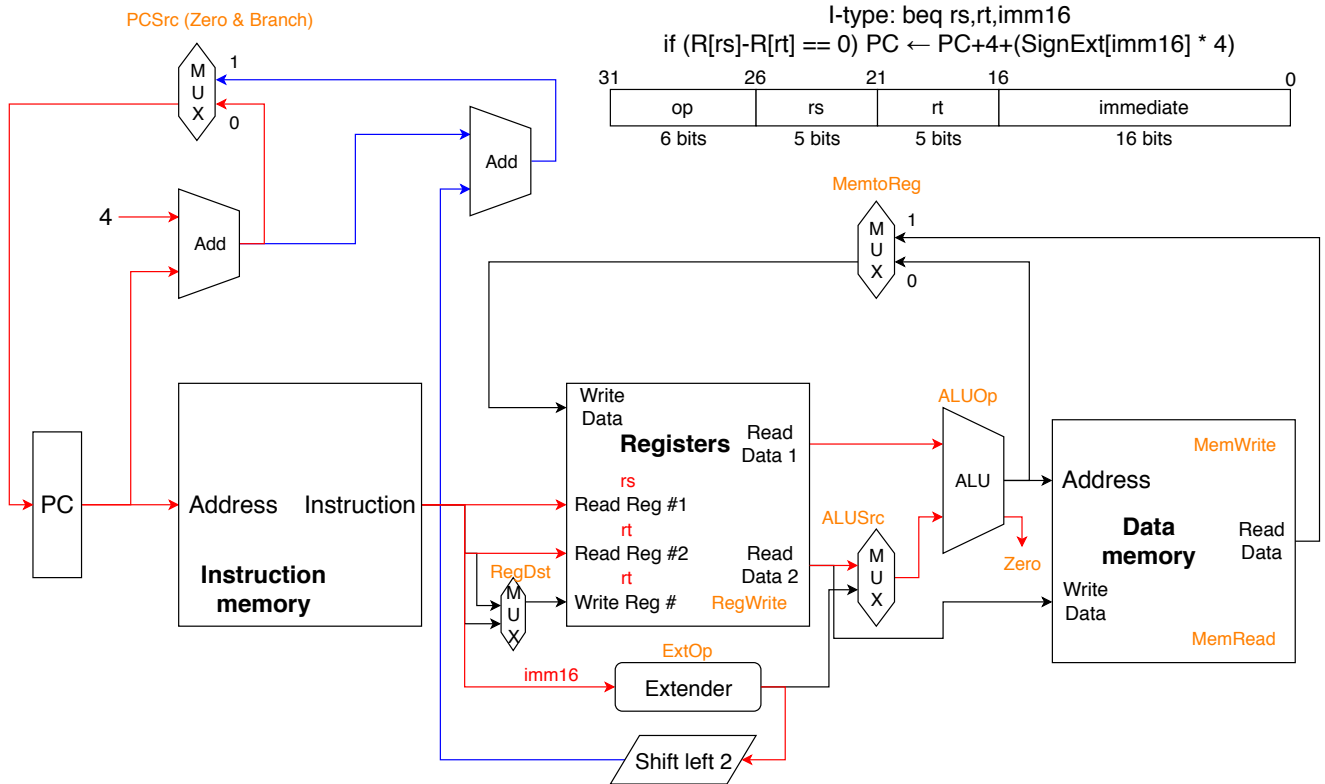 PCSrc (Zero & Branch)
I-type: beq rs,rt,imm16
if (R[rs]-R[rt] == 0) PC ← PC+4+(SignExt[imm16] * 4)
31 26 21 16 0
op rs rt immediate
6 bits 5 bits 5 bits 16 bits
M
U
X
1
0
Add
4
Add
MemtoReg
M
U
X
1
0
PC
Address
Instruction
Instruction
memory
Write
Data
Registers
Read
Data 1
rs
Read Reg #1
rt
Read Reg #2
rt
Write Reg #
Read
Data 2
RegWrite
RegDst
M
U
X
ALUOp
ALU
Zero
ALUSrc
M
U
X
MemWrite
Address
Data
memory
Read
Data
Write
Data
MemRead
imm16
ExtOp
Extender
Shift left 2